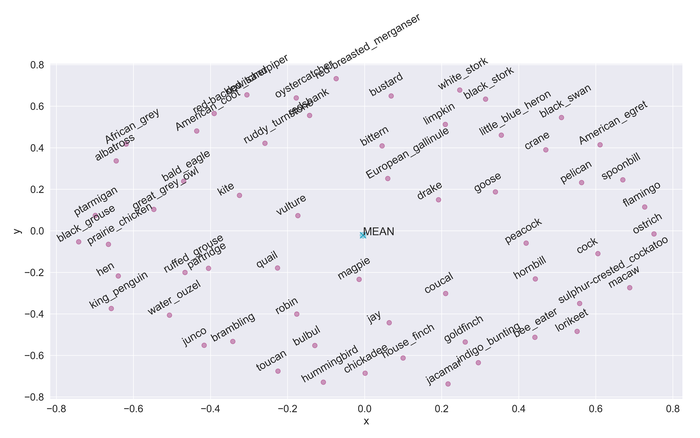 red-breasted_merganser
oystercatcher
bustard
white_stork
black_stork
American_coot
redshank
ruddy_turnstone
limpkin
little_blue_heron
black_swan
African_grey
albatross
bittern
European_gallinule
crane
American_egret
bald_eagle
great_grey_owl
kite
vulture
drake
goose
pelican
spoonbill
flamingo
ptarmigan
black_grouse
prairie_chicken
MEAN
peacock
cock
ostrich
hen
king_penguin
ruffed_grouse
partridge
quail
magpie
coucal
hornbill
sulphur-crested_cockatoo
macaw
water_ouzel
robin
jay
goldfinch
bee_eater
lorikeet
junco
brambling
bulbul
house_finch
indigo_bunting
toucan
hummingbird
chickadee
jacamar
0.8
0.6
0.4
0.2
0.0
−0.2
−0.4
−0.6
−0.8
y
−0.8
−0.6
−0.4
−0.2
0.0
0.2
0.4
0.6
0.8
x